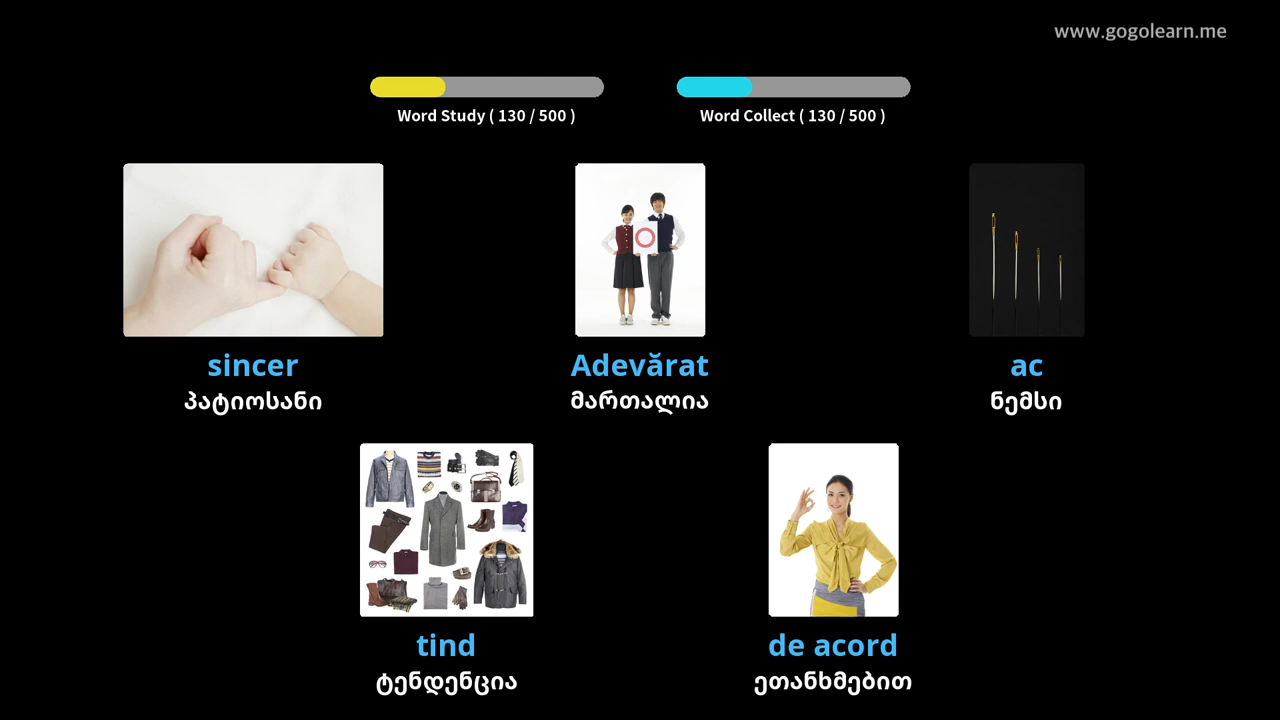 www.gogolearn.me
Word Study ( 130 / 500 )
Word Collect ( 130 / 500 )
sincer
პატიოსანი
Adevărat
მართალია
ac
ნემსი
tind
ტენდენცია
de acord
ეთანხმებით